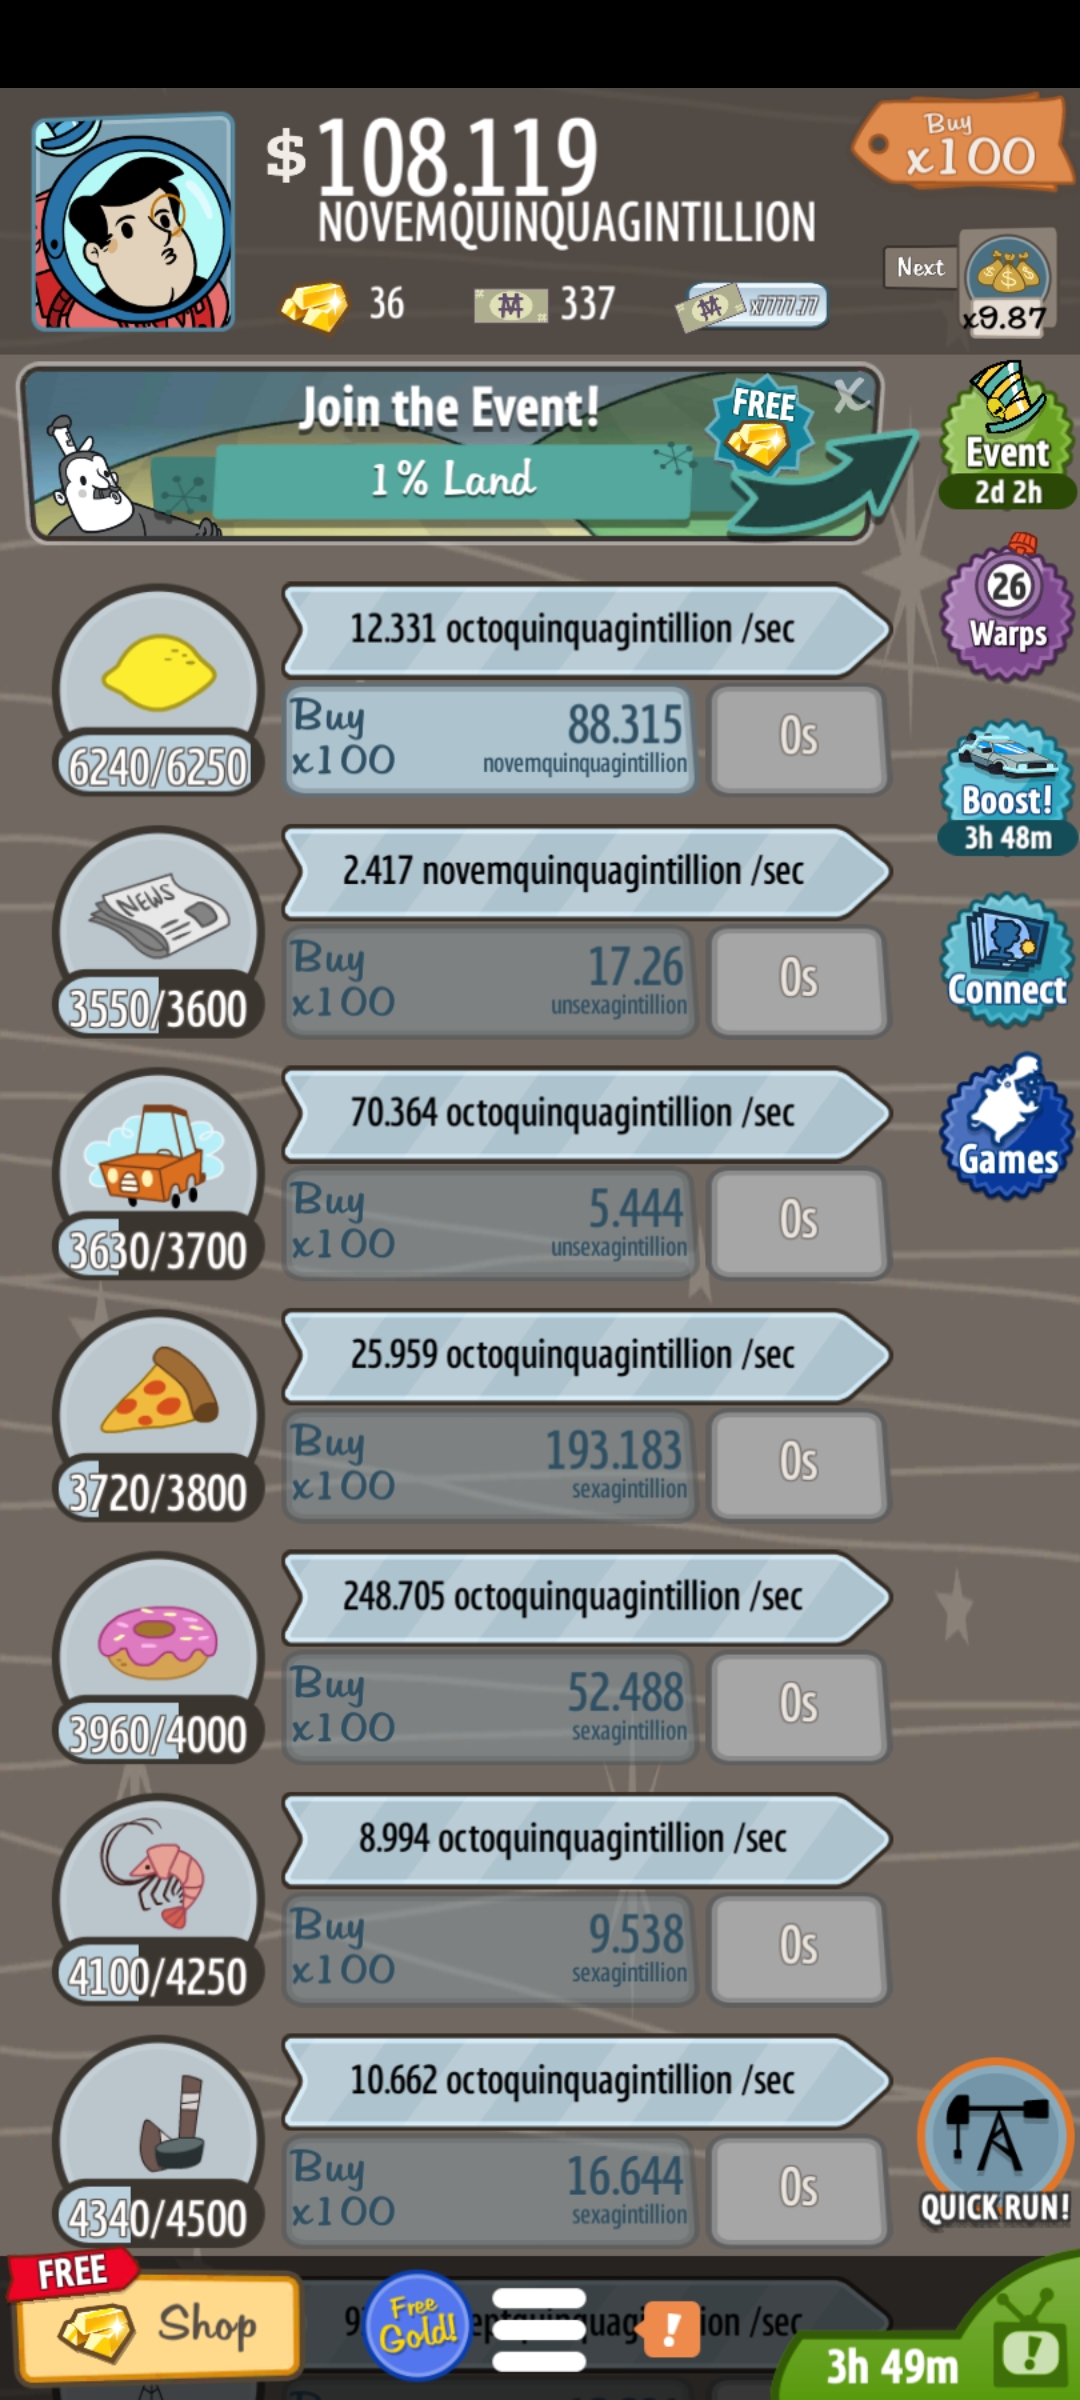 $108.119
NOVEMQUINQUAGINTILLION
Buy
x100
36
337
x7777.77
Next
x9.87
Join the Event!
1% Land
FREE
X
Event
2d 2h
12.331 octoquinquagintillion /sec
6240/6250
Buy
x100
88.315
novemquinquagintillion
0s
26
Warps
2.417 novemquinquagintillion /sec
NEWS
3550/3600
Buy
x100
17.26
unsexagintillion
0s
Boost!
3h 48m
Connect
70.364 octoquinquagintillion /sec
3630/3700
Buy
x100
5.444
unsexagintillion
0s
Games
25.959 octoquinquagintillion /sec
3720/3800
Buy
x100
193.183
sexagintillion
0s
248.705 octoquinquagintillion /sec
3960/4000
Buy
x100
52.488
sexagintillion
0s
8.994 octoquinquagintillion /sec
4100/4250
Buy
x100
9.538
sexagintillion
0s
10.662 octoquinquagintillion /sec
4340/4500
Buy
x100
16.644
sexagintillion
0s
QUICK RUN!
FREE
Shop
Free
Gold!
!
/sec
3h 49m
!